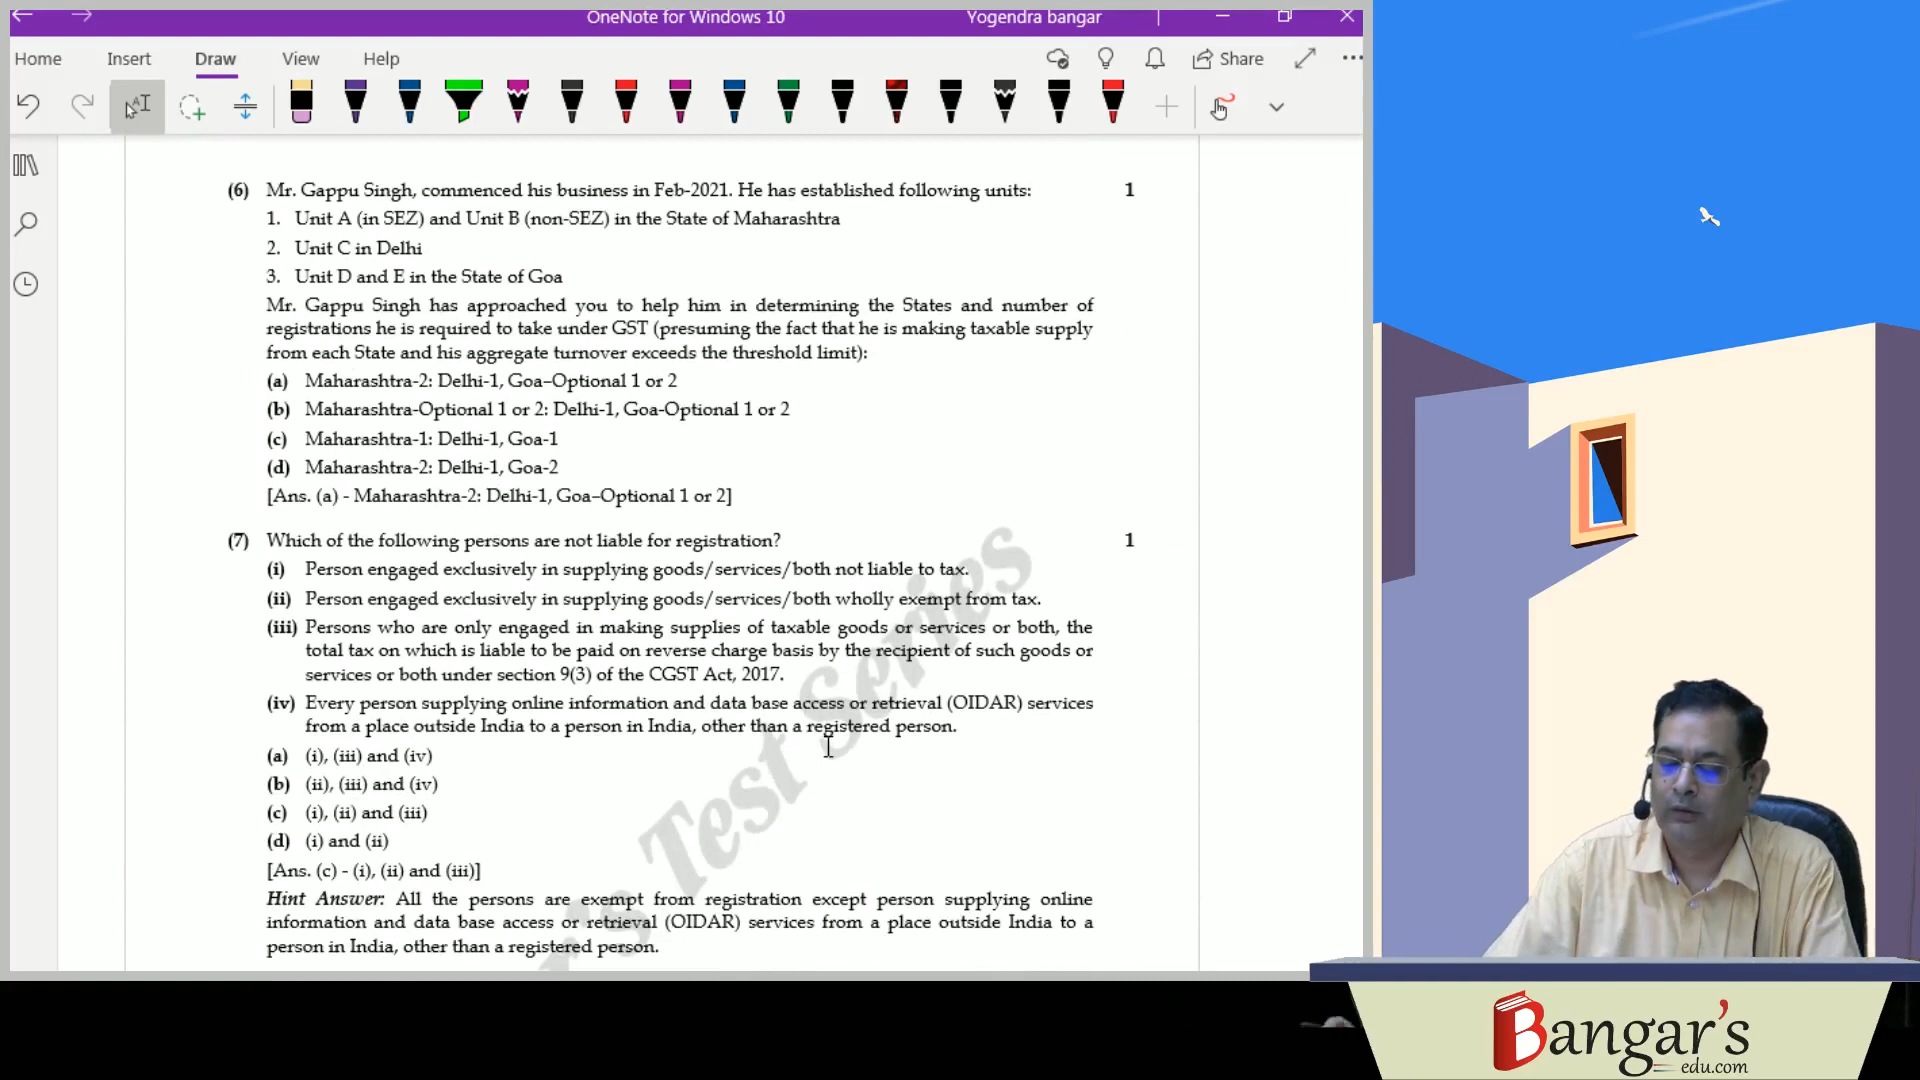 OneNote for Windows 10
Yogendra bangar
Home Insert Draw View Help
Share
(6) Mr. Gappu Singh, commenced his business in Feb-2021. He has established following units: 1
1. Unit A (in SEZ) and Unit B (non-SEZ) in the State of Maharashtra
2. Unit C in Delhi
3. Unit D and E in the State of Goa
Mr. Gappu Singh has approached you to help him in determining the States and number of
registrations he is required to take under GST (presuming the fact that he is making taxable supply
from each State and his aggregate turnover exceeds the threshold limit):
(a) Maharashtra-2: Delhi-1, Goa–Optional 1 or 2
(b) Maharashtra-Optional 1 or 2: Delhi-1, Goa-Optional 1 or 2
(c) Maharashtra-1: Delhi-1, Goa-1
(d) Maharashtra-2: Delhi-1, Goa-2
[Ans. (a) - Maharashtra-2: Delhi-1, Goa–Optional 1 or 2]
(7) Which of the following persons are not liable for registration? 1
(i) Person engaged exclusively in supplying goods/services/both not liable to tax.
(ii) Person engaged exclusively in supplying goods/services/both wholly exempt from tax.
(iii) Persons who are only engaged in making supplies of taxable goods or services or both, the
total tax on which is liable to be paid on reverse charge basis by the recipient of such goods or
services or both under section 9(3) of the CGST Act, 2017.
(iv) Every person supplying online information and data base access or retrieval (OIDAR) services
from a place outside India to a person in India, other than a registered person.
(a) (i), (iii) and (iv)
(b) (ii), (iii) and (iv)
(c) (i), (ii) and (iii)
(d) (i) and (ii)
[Ans. (c) - (i), (ii) and (iii)]
Hint Answer: All the persons are exempt from registration except person supplying online
information and data base access or retrieval (OIDAR) services from a place outside India to a
person in India, other than a registered person.
r's Test Series
Bangar's
edu.com